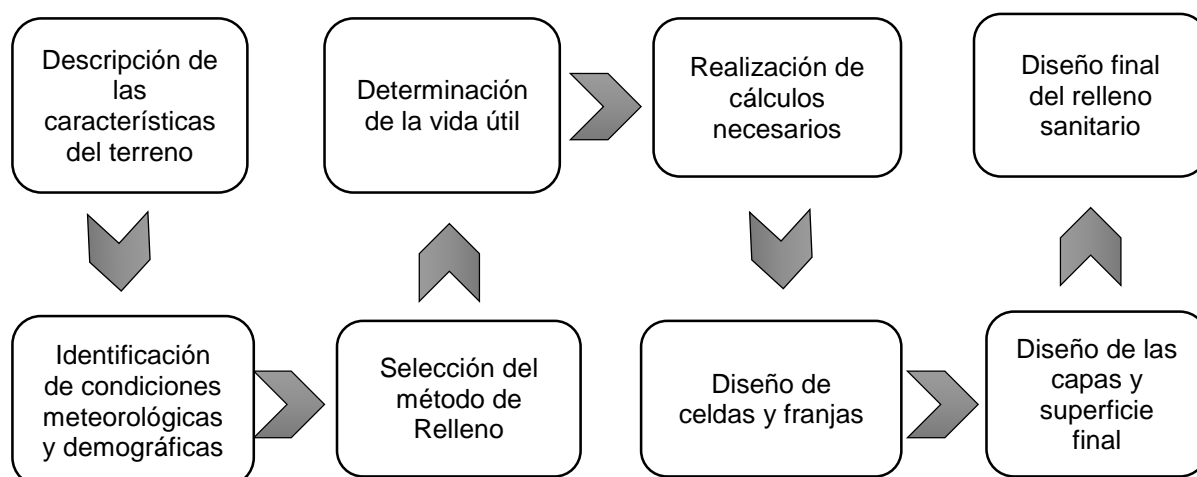 Descripción de
las
características
del terreno
Identificación
de condiciones
meteorológicas
y demográficas
Selección del
método de
Relleno
Determinación
de la vida útil
Realización de
cálculos
necesarios
Diseño de
celdas y franjas
Diseño de las
capas y
superficie
final
Diseño final
del relleno
sanitario